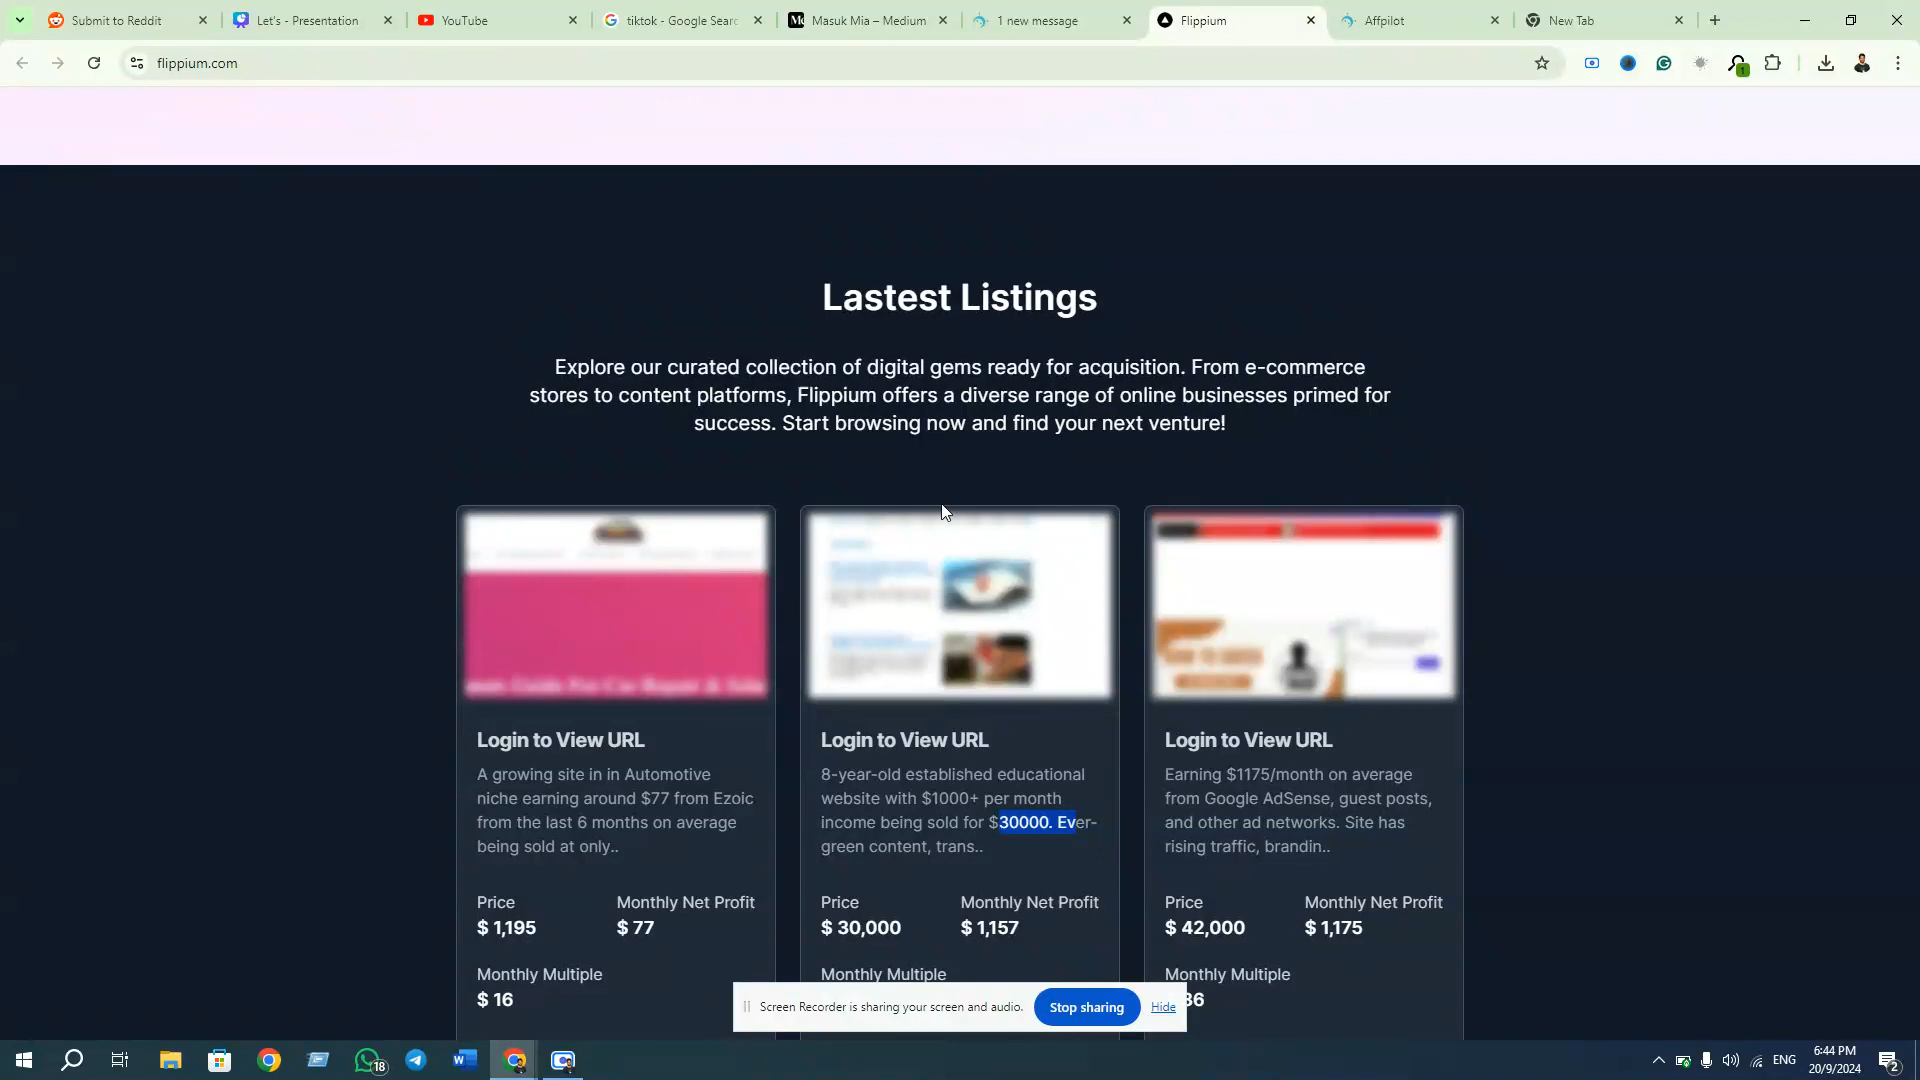 Submit to Reddit
Let's - Presentation
YouTube
tiktok - Google Searc
Masuk Mia – Medium
1 new message
Flippium
Affpilot
New Tab
flippium.com
1
Lastest Listings
Explore our curated collection of digital gems ready for acquisition. From e-commerce
stores to content platforms, Flippium offers a diverse range of online businesses primed for
success. Start browsing now and find your next venture!
Login to View URL
A growing site in in Automotive
niche earning around $77 from Ezoic
from the last 6 months on average
being sold at only..
Price
Monthly Net Profit
$ 1,195
$ 77
Monthly Multiple
$ 16
Login to View URL
8-year-old established educational
website with $1000+ per month
income being sold for $30000. Ever-
green content, trans..
Price
Monthly Net Profit
$ 30,000
$ 1,157
Monthly Multiple
Login to View URL
Earning $1175/month on average
from Google AdSense, guest posts,
and other ad networks. Site has
rising traffic, brandin..
Price
Monthly Net Profit
$ 42,000
$ 1,175
Monthly Multiple
36
Screen Recorder is sharing your screen and audio.
Stop sharing
Hide
18
ENG
6:44 PM
20/9/2024
2